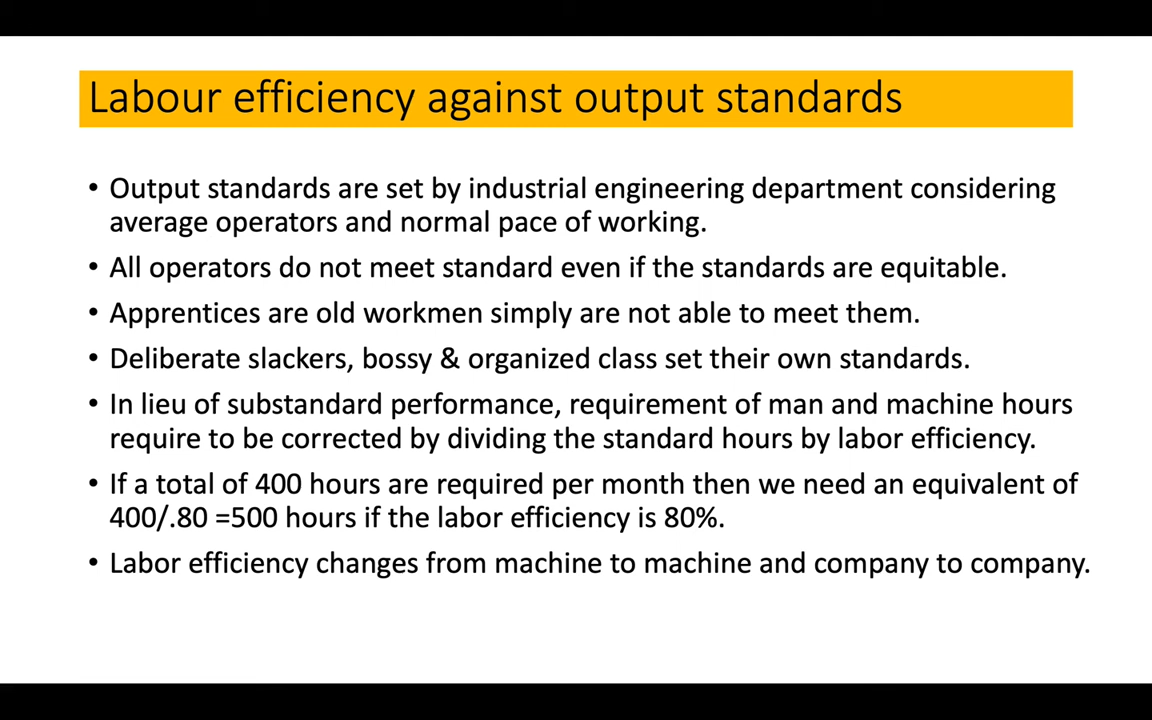 Labour efficiency against output standards
• Output standards are set by industrial engineering department considering
average operators and normal pace of working.
• All operators do not meet standard even if the standards are equitable.
• Apprentices are old workmen simply are not able to meet them.
• Deliberate slackers, bossy & organized class set their own standards.
• In lieu of substandard performance, requirement of man and machine hours
require to be corrected by dividing the standard hours by labor efficiency.
• If a total of 400 hours are required per month then we need an equivalent of
400/.80 =500 hours if the labor efficiency is 80%.
• Labor efficiency changes from machine to machine and company to company.